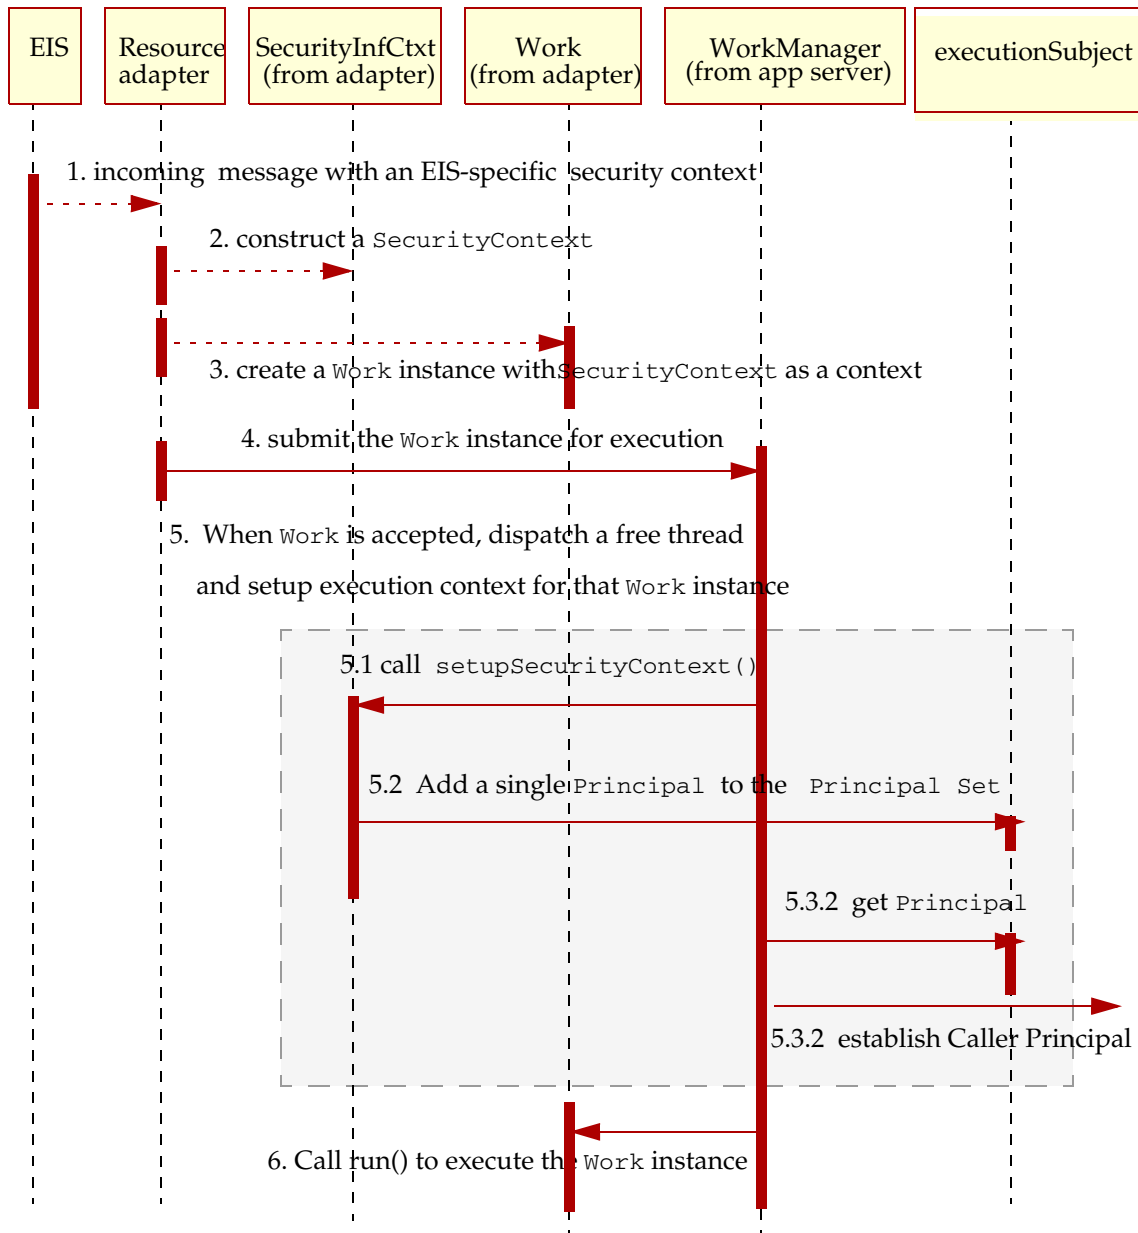 EIS
Resource
adapter
SecurityInfCtxt
(from adapter)
Work
(from adapter)
WorkManager
(from app server)
executionSubject
1. incoming message with an EIS-specific security context
2. construct a SecurityContext
3. create a Work instance withSecurityContext as a context
4. submit the Work instance for execution
5. When Work is accepted, dispatch a free thread
and setup execution context for that Work instance
5.1 call setupSecurityContext()
5.2 Add a single Principal to the Principal Set
5.3.2 get Principal
5.3.2 establish Caller Principal
6. Call run() to execute the Work instance